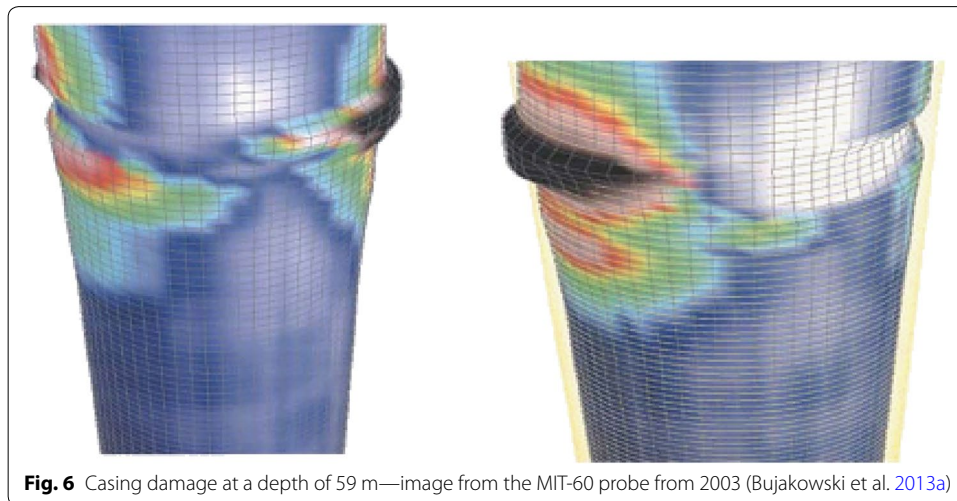 Fig. 6 Casing damage at a depth of 59 m—image from the MIT-60 probe from 2003 (Bujakowski et al. 2013a)